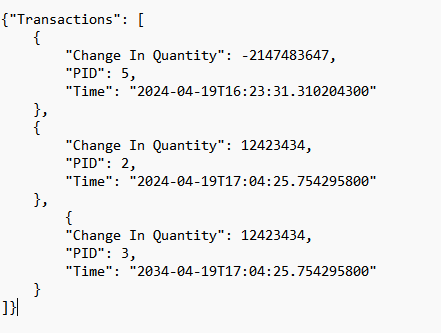 {"Transactions": [
    {
        "Change In Quantity": -2147483647,
        "PID": 5,
        "Time": "2024-04-19T16:23:31.310204300"
    },
    {
        "Change In Quantity": 12423434,
        "PID": 2,
        "Time": "2024-04-19T17:04:25.754295800"
    },
        {
        "Change In Quantity": 12423434,
        "PID": 3,
        "Time": "2034-04-19T17:04:25.754295800"
    }
]}